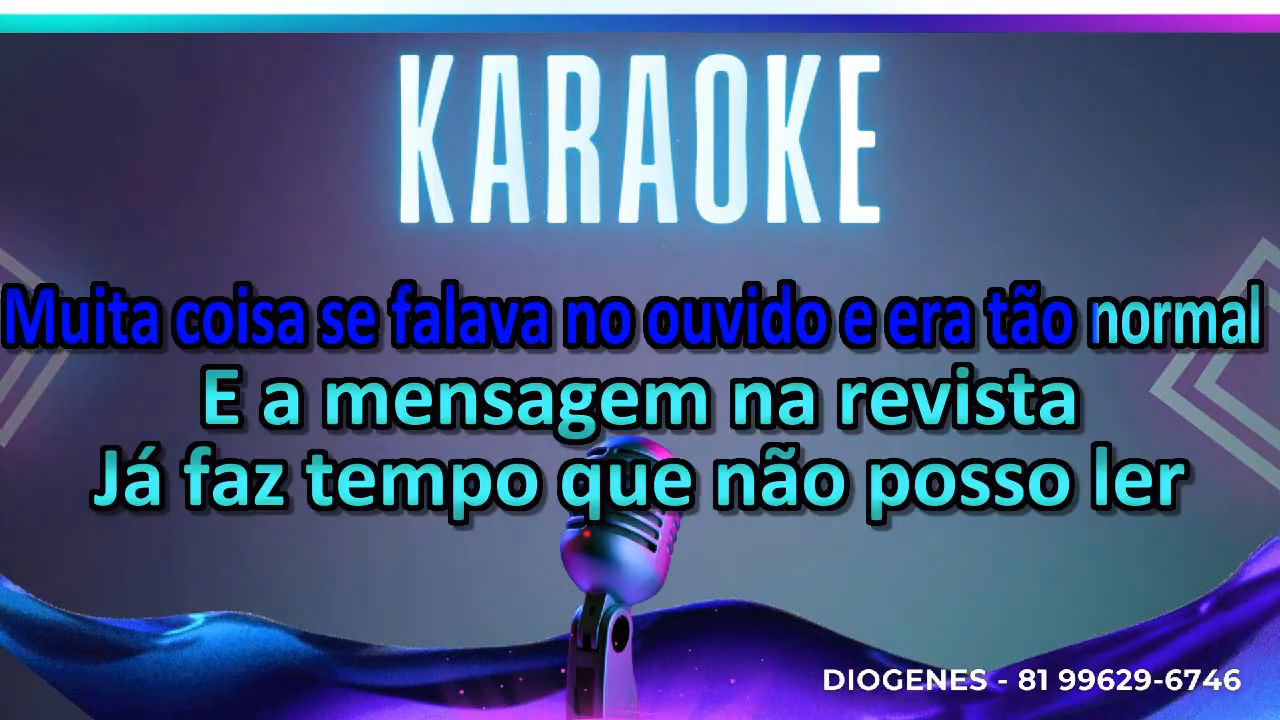 KARAOKE
Muita coisa se falava no ouvido e era tão normal
E a mensagem na revista
Já faz tempo que não posso ler
DIOGENES - 81 99629-6746